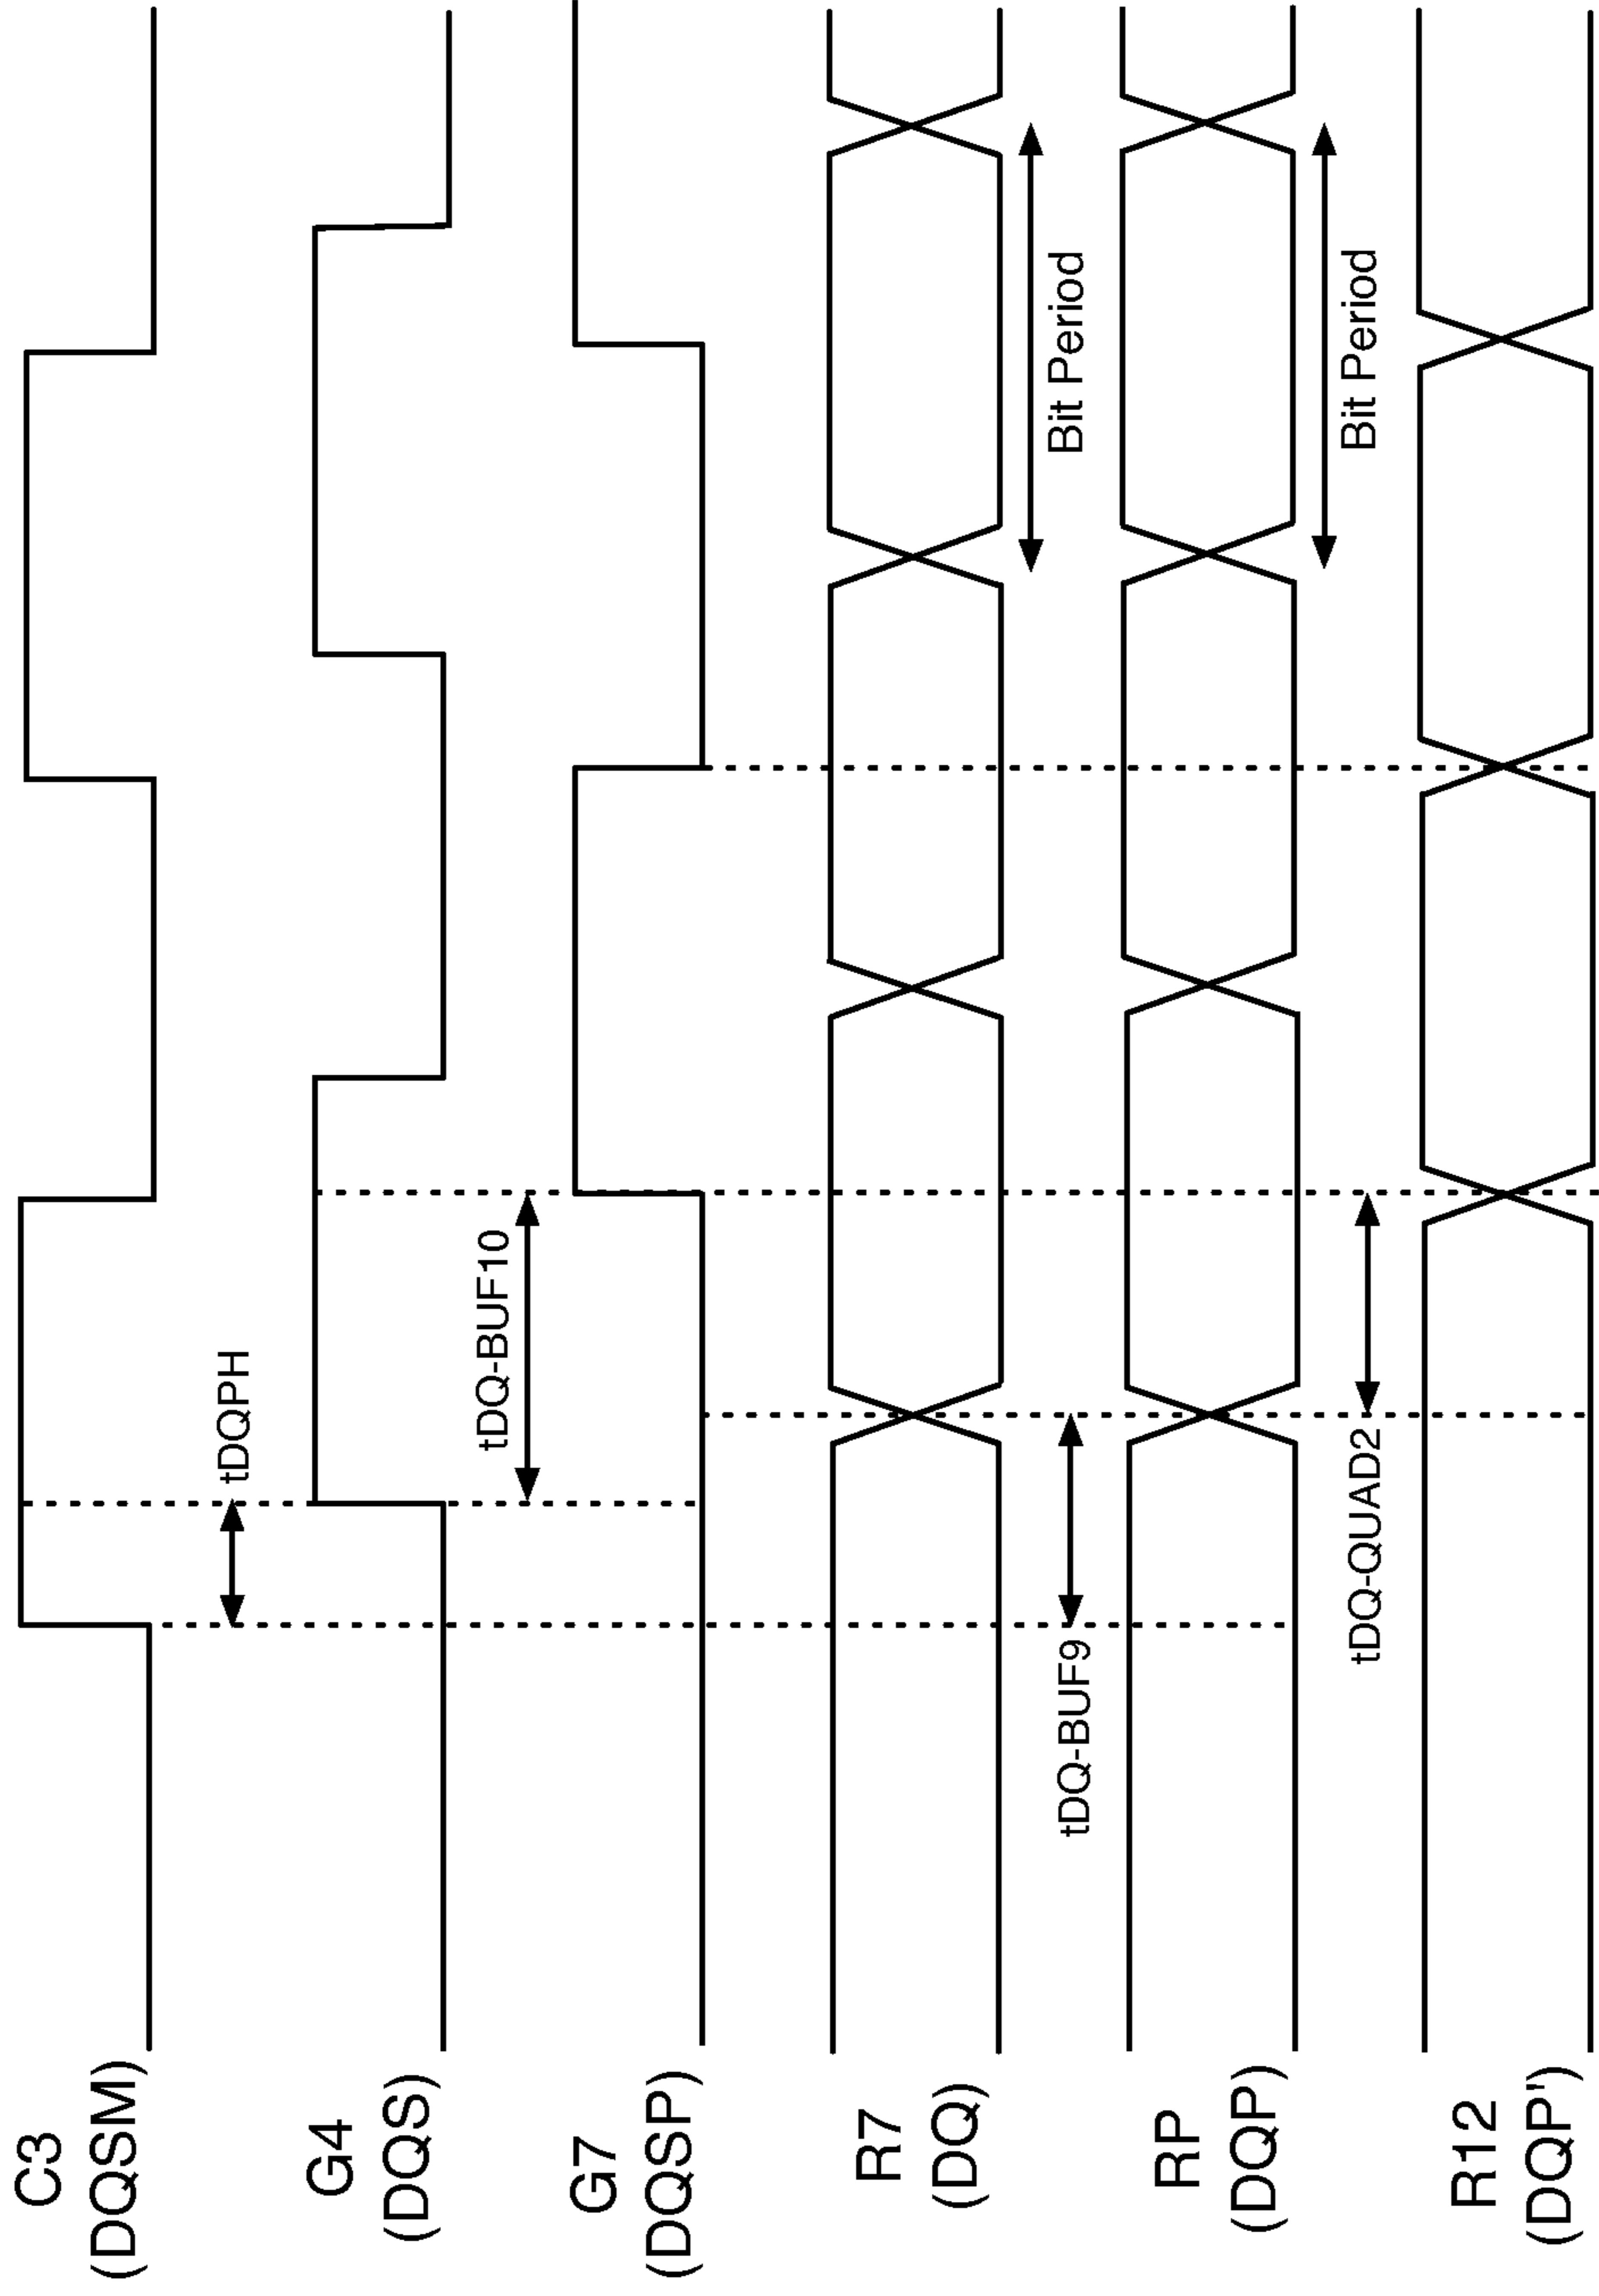 C3
(DQSM)
tDQPH
G4
(DQS)
tDQ-BUF10
G7
(DQSP)
R7
(DQ)
Bit Period
tDQ-BUF9
RP
(DQP)
Bit Period
tDQ-QUAD2
R12
(DQP')